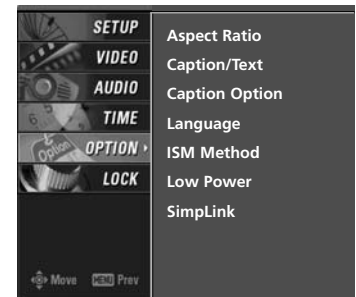 SETUP
VIDEO
AUDIO
TIME
OPTION
LOCK
Move MENU Prev
Aspect Ratio
Caption/Text
Caption Option
Language
ISM Method
Low Power
SimpLink